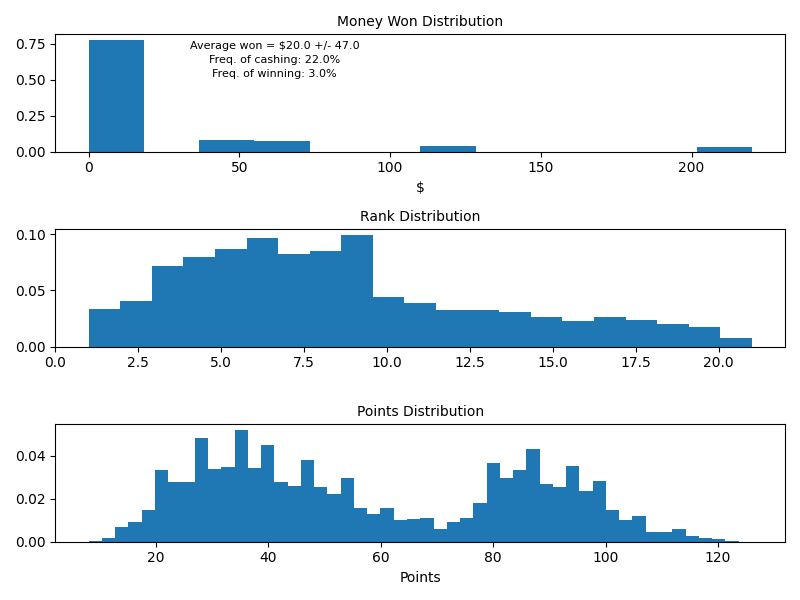 Money Won Distribution
0.75
0.50
0.25
0.00
Average won = $20.0 +/- 47.0
Freq. of cashing: 22.0%
Freq. of winning: 3.0%
0 50 100 150 200
$
Rank Distribution
0.10
0.05
0.00
0.0 2.5 5.0 7.5 10.0 12.5 15.0 17.5 20.0
Points Distribution
0.04
0.02
0.00
20 40 60 80 100 120
Points